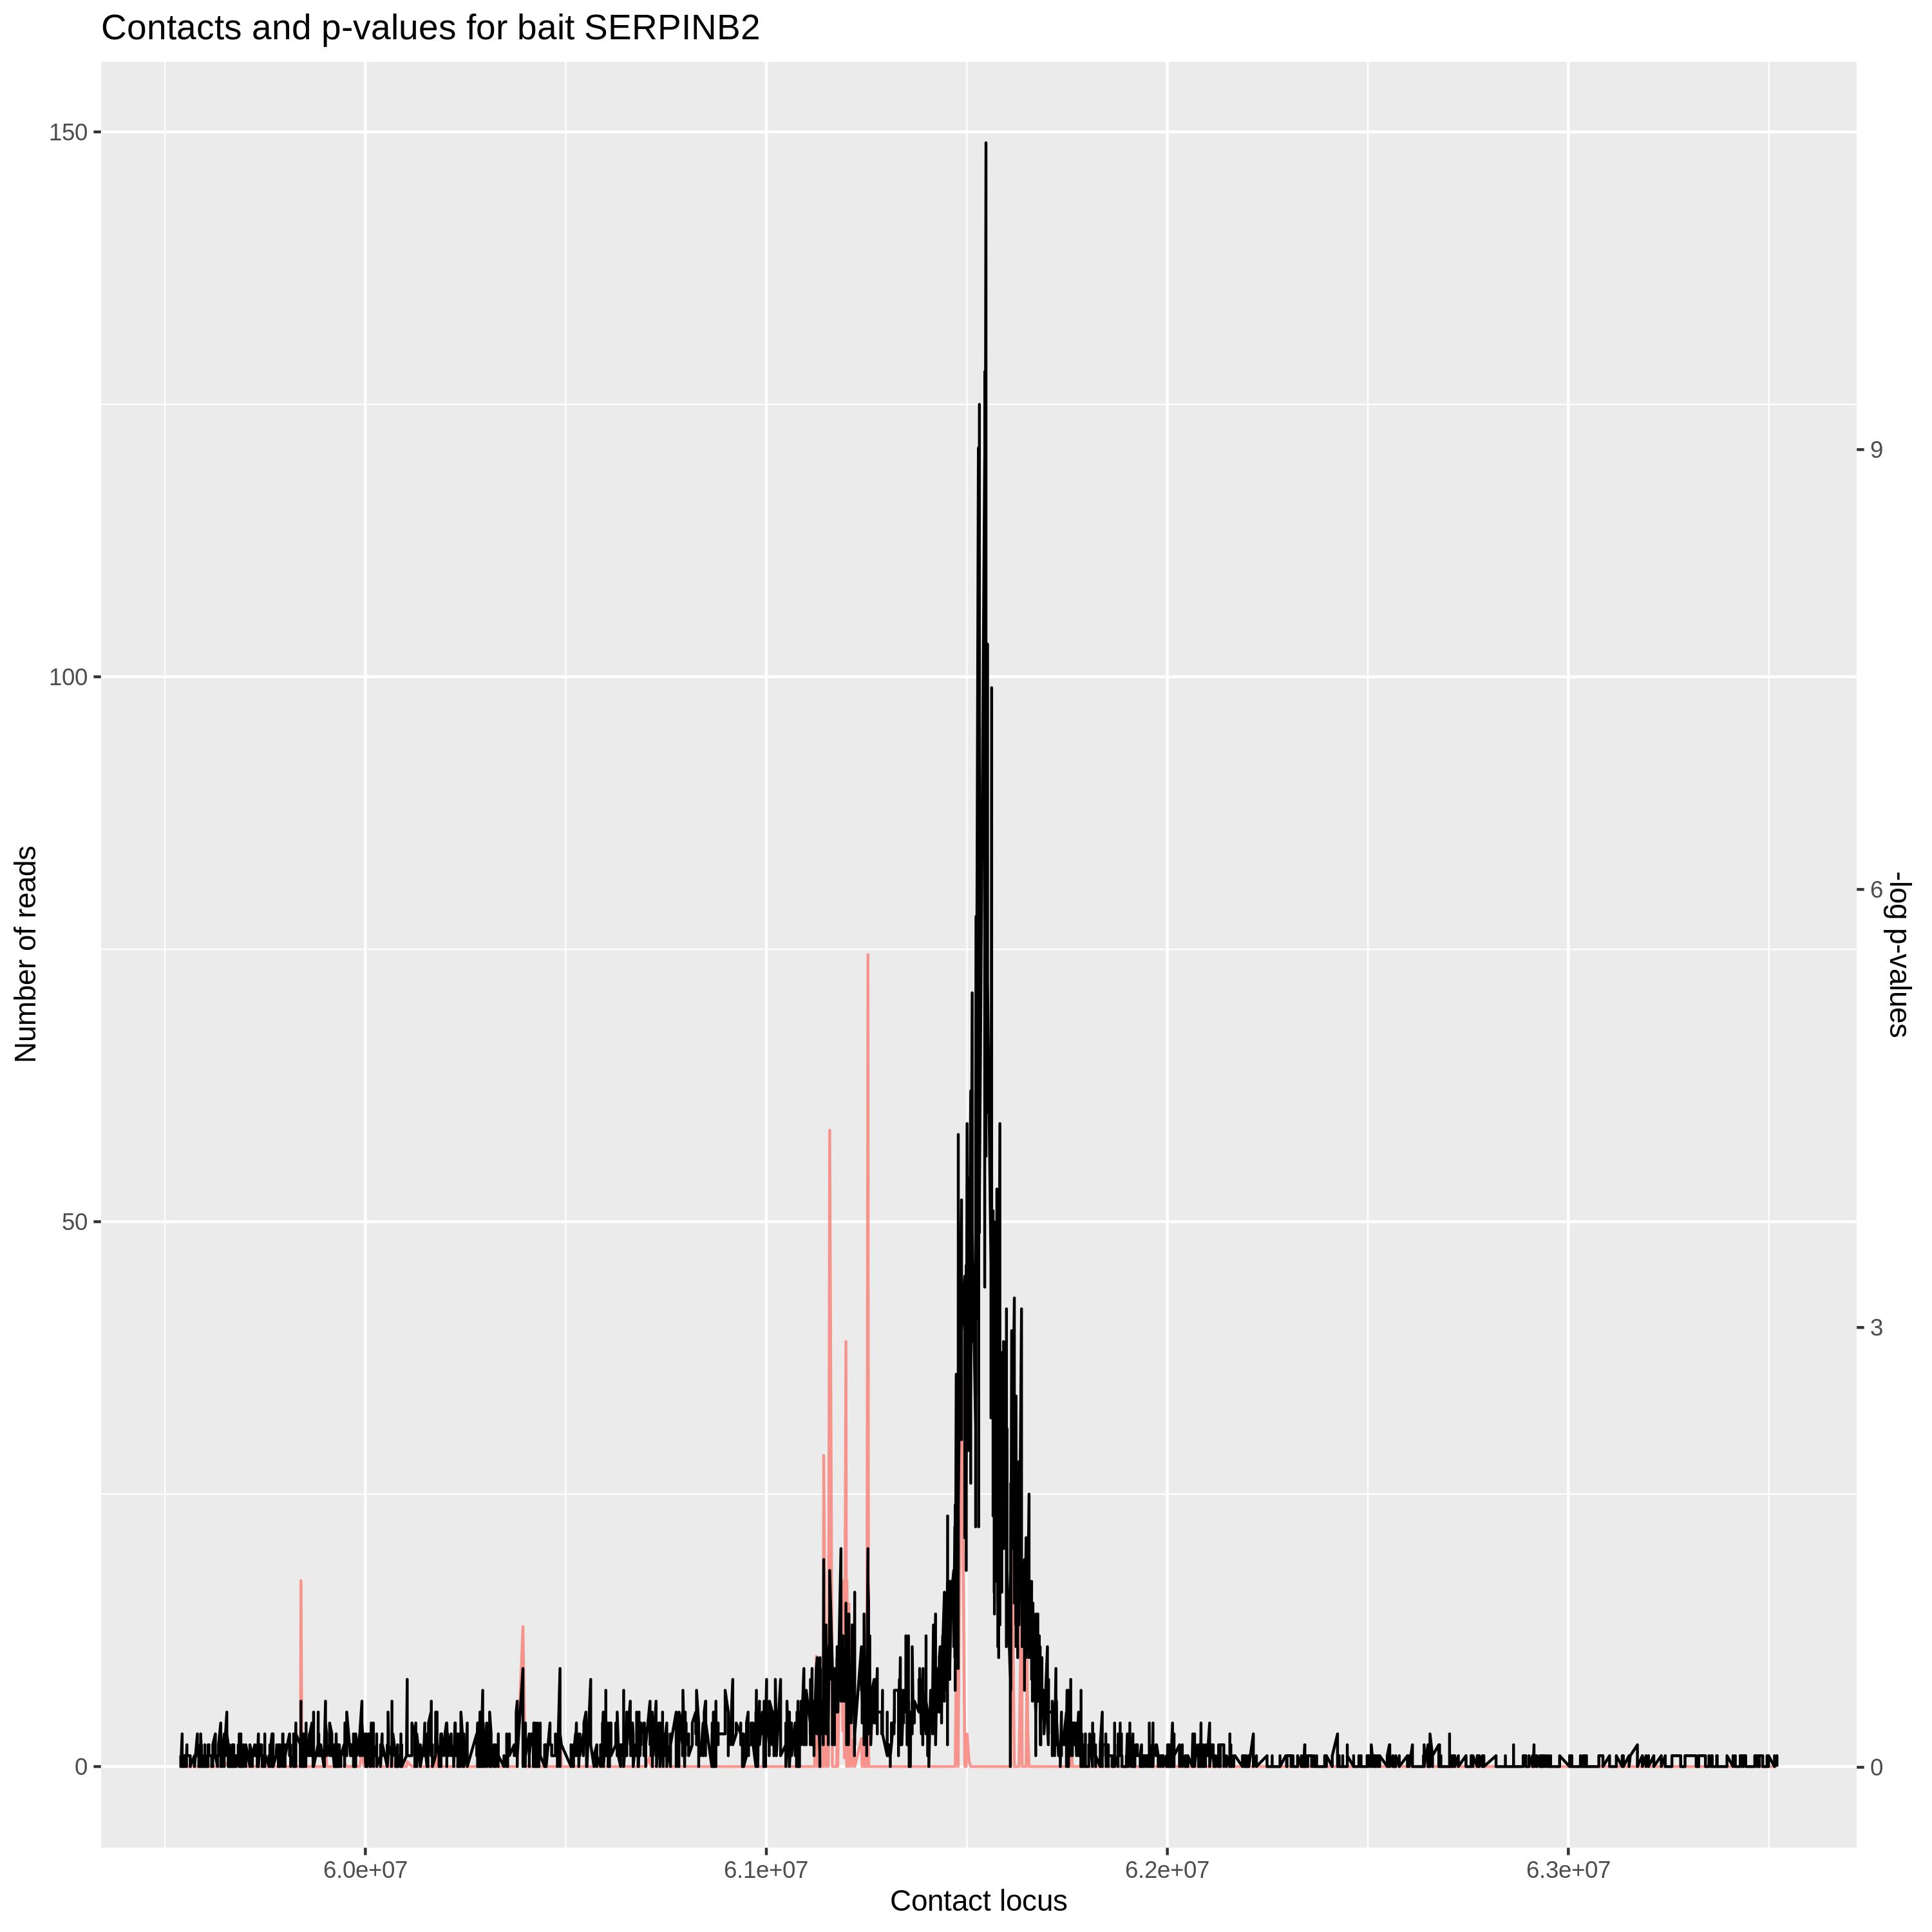 Contacts and p-values for bait SERPINB2
150
100
50
0
Number of reads
9
6
3
0
-log p-values
6.0e+07
6.1e+07
6.2e+07
6.3e+07
Contact locus